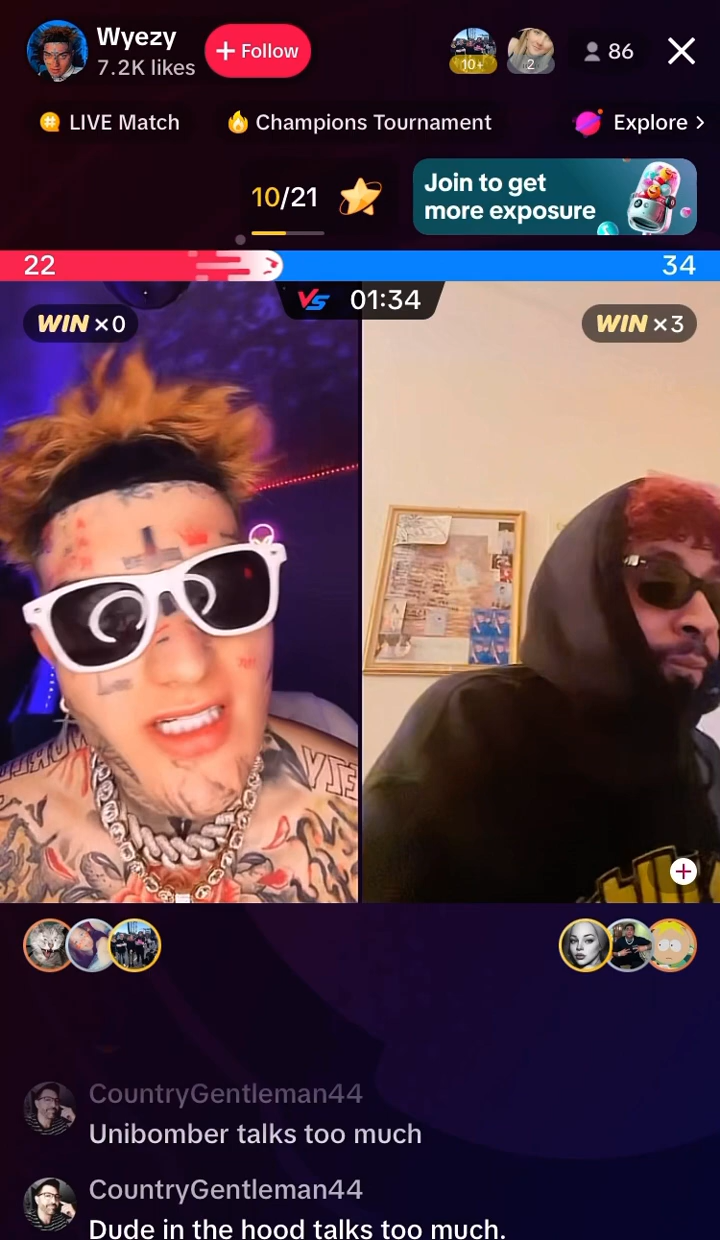 Wyezy
+ Follow
7.2K likes
10+
2
86
LIVE Match
Champions Tournament
Explore >
10/21
Join to get
more exposure
22
34
VS 01:34
WIN ×0
WIN ×3
CountryGentleman44
Unibomber talks too much
CountryGentleman44
Dude in the hood talks too much.